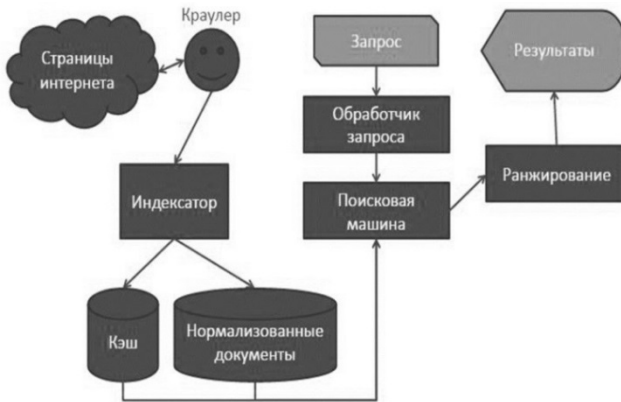 Краулер
Страницы
интернета
Запрос
Результаты
Обработчик
запроса
Индексатор
Поисковая
машина
Ранжирование
Кэш
Нормализованные
документы